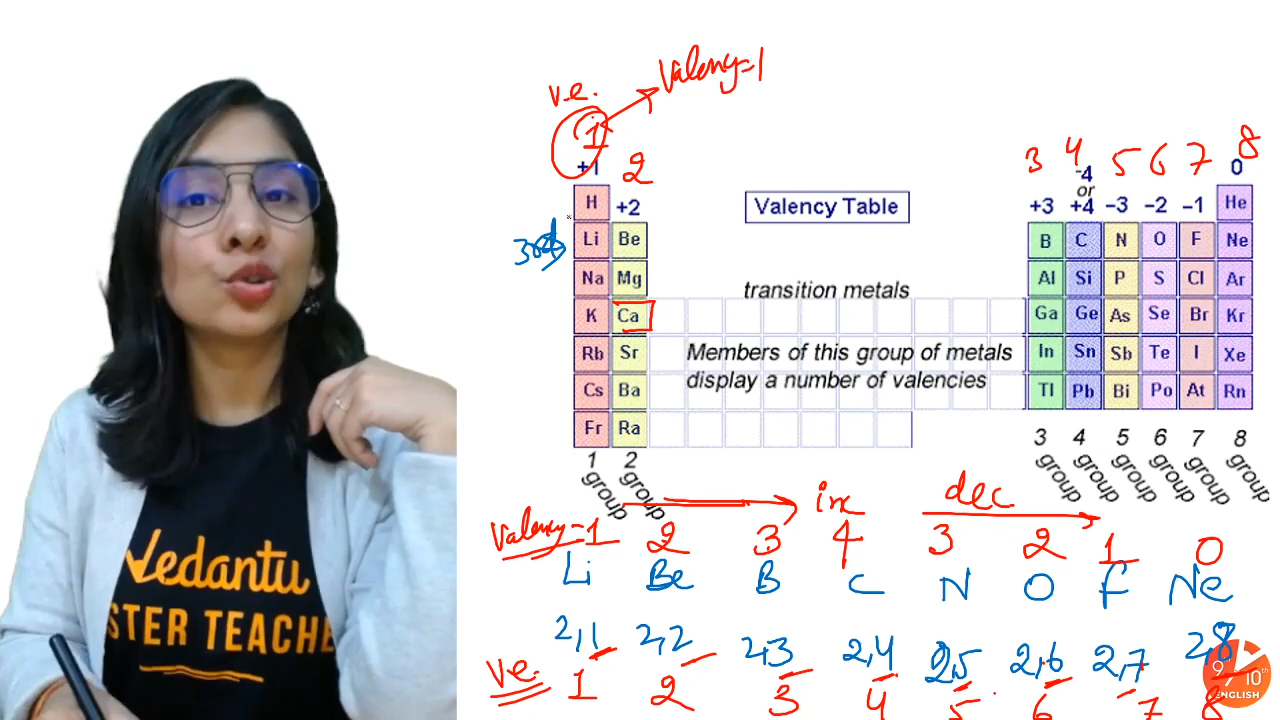 v.e.
Valeny=1
1
2
3 4 5 6 7 8
+1
+2
Valency Table
-4
or
+3 +4 −3 −2 −1 0
H He
Li Be B C N O F Ne
Na Mg Al Si P S Cl Ar
transition metals
K Ca Ga Ge As Se Br Kr
Rb Sr In Sn Sb Te I Xe
Members of this group of metals
display a number of valencies
Cs Ba Tl Pb Bi Po At Rn
Fr Ra
1 group
2 group
3 group
4 group
5 group
6 group
7 group
8 group
inc
dec
Valency-1 2 3 4 3 2 1 0
Li Be B C N O F Ne
2,1 2,2 2,3 2,4 2,5 2,6 2,7 2,8
v.e. 1 2 3 4 5 6 7 8
Vedantu
STER TEACHE
9 10th
ENGLISH